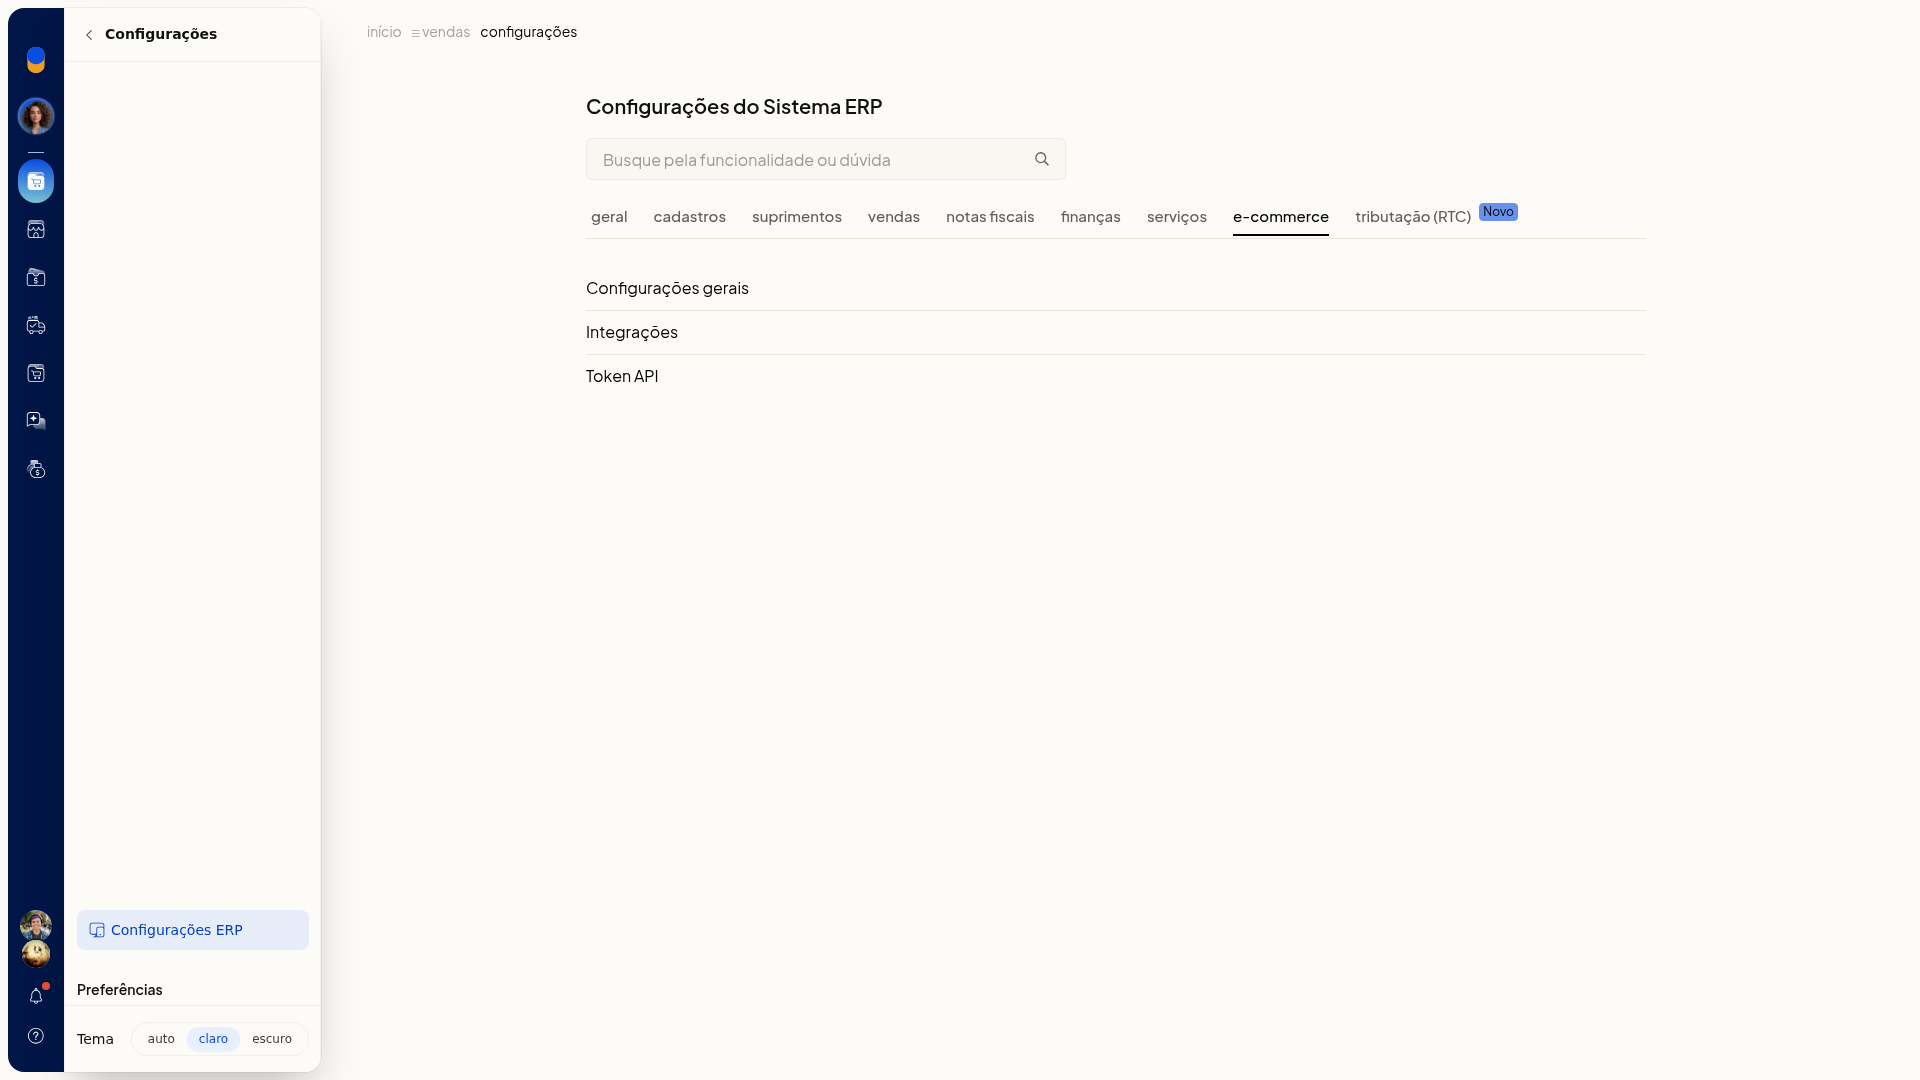 Configurações
início vendas configurações
Configurações do Sistema ERP
Busque pela funcionalidade ou dúvida
geral cadastros suprimentos vendas notas fiscais finanças serviços e-commerce tributação (RTC) Novo
Configurações gerais
Integrações
Token API
Configurações ERP
Preferências
Tema auto claro escuro